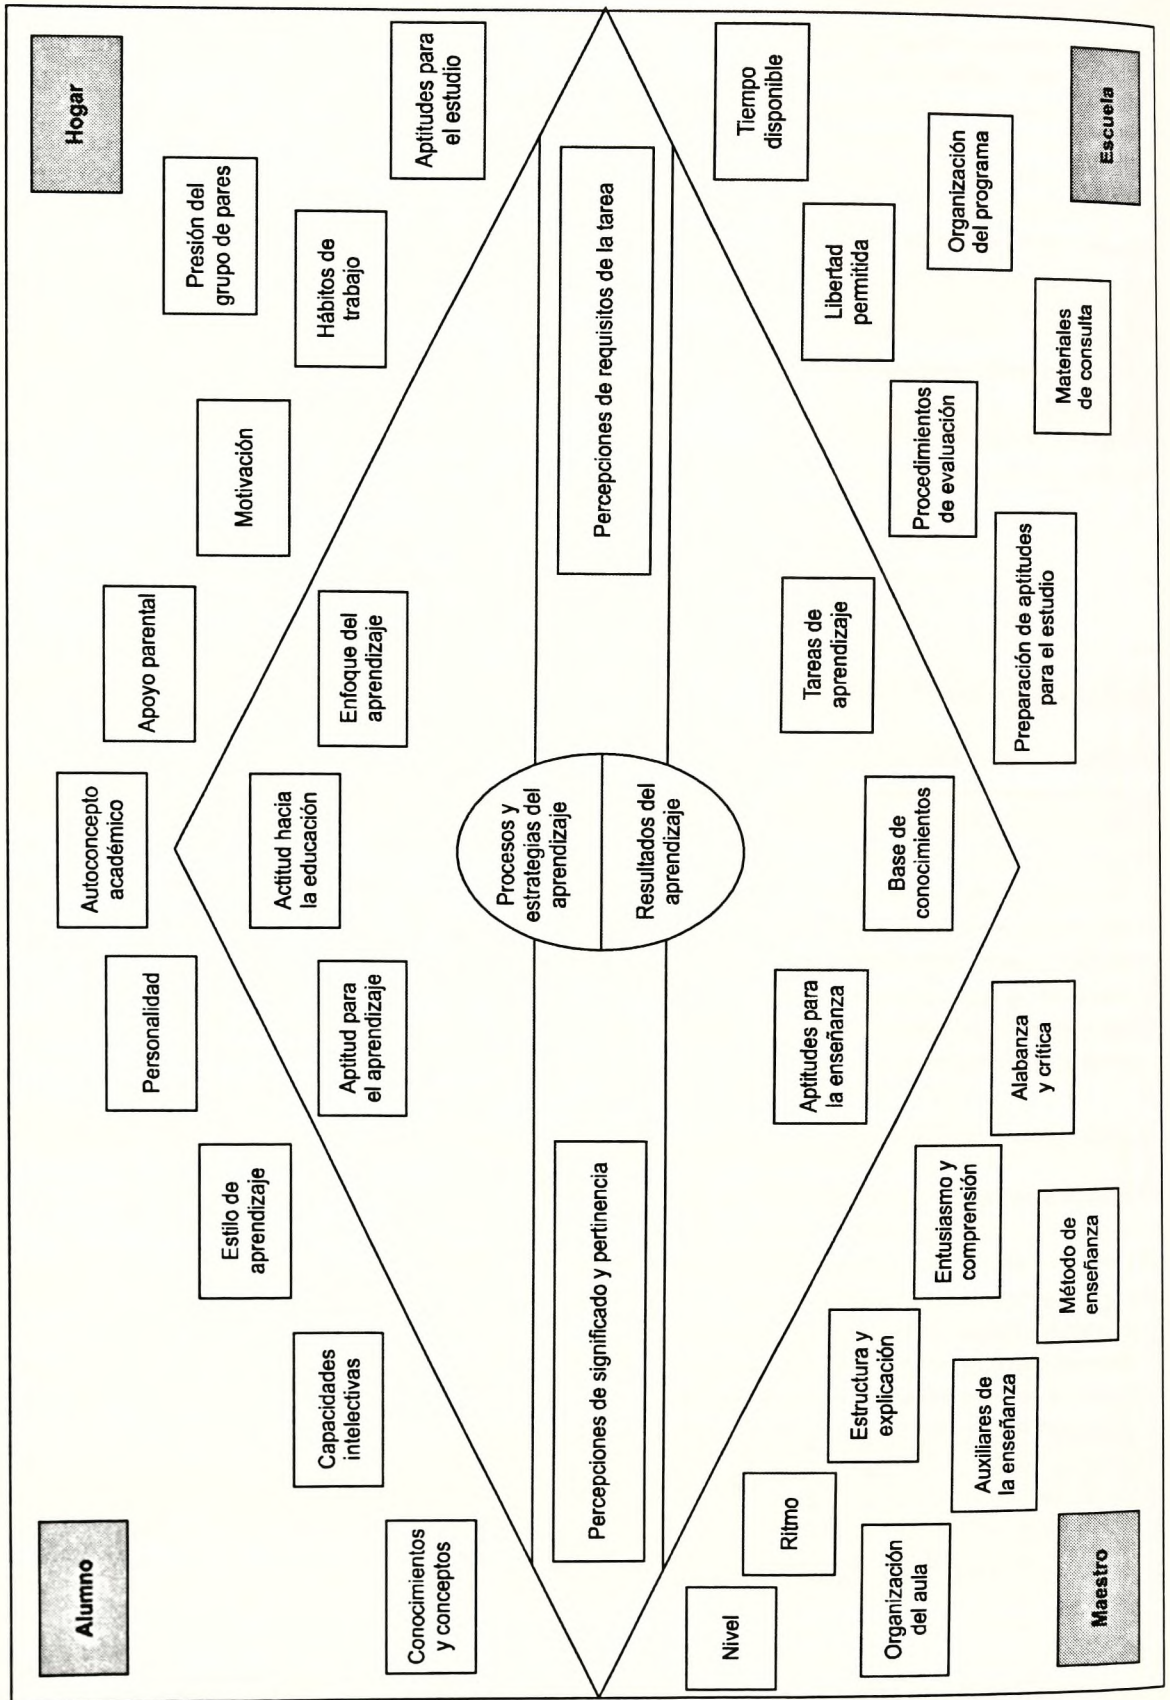 Alumno
Hogar
Conocimientos
y conceptos
Capacidades
intelectivas
Estilo de
aprendizaje
Personalidad
Autoconcepto
académico
Apoyo parental
Motivación
Presión del
grupo de pares
Hábitos de
trabajo
Aptitudes para
el estudio
Aptitud para
el aprendizaje
Actitud hacia
la educación
Enfoque del
aprendizaje
Percepciones de significado y pertinencia
Procesos y
estrategias del
aprendizaje
Resultados del
aprendizaje
Percepciones de requisitos de la tarea
Aptitudes para
la enseñanza
Base de
conocimientos
Tareas de
aprendizaje
Nivel
Ritmo
Organización
del aula
Estructura y
explicación
Auxiliares de
la enseñanza
Entusiasmo y
comprensión
Método de
enseñanza
Alabanza
y crítica
Preparación de aptitudes
para el estudio
Procedimientos
de evaluación
Materiales
de consulta
Libertad
permitida
Organización
del programa
Tiempo
disponible
Maestro
Escuela